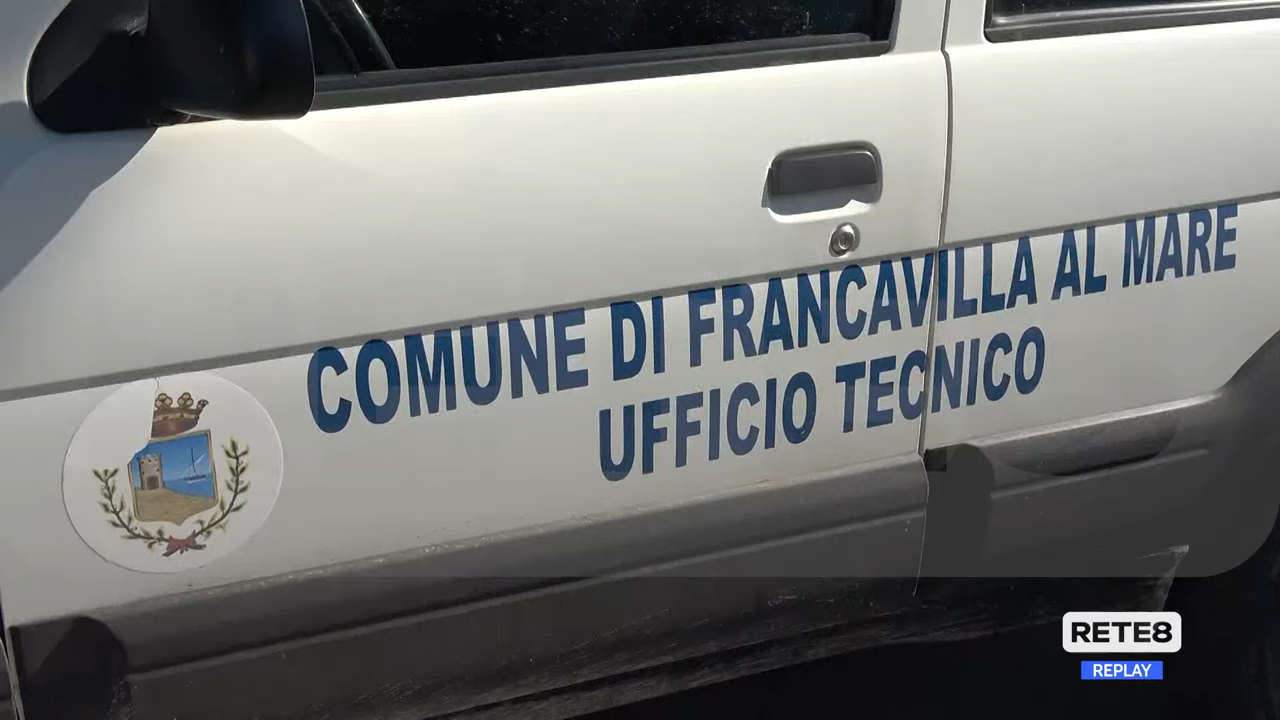 COMUNE DI FRANCAVILLA AL MARE
UFFICIO TECNICO
RETE8
REPLAY